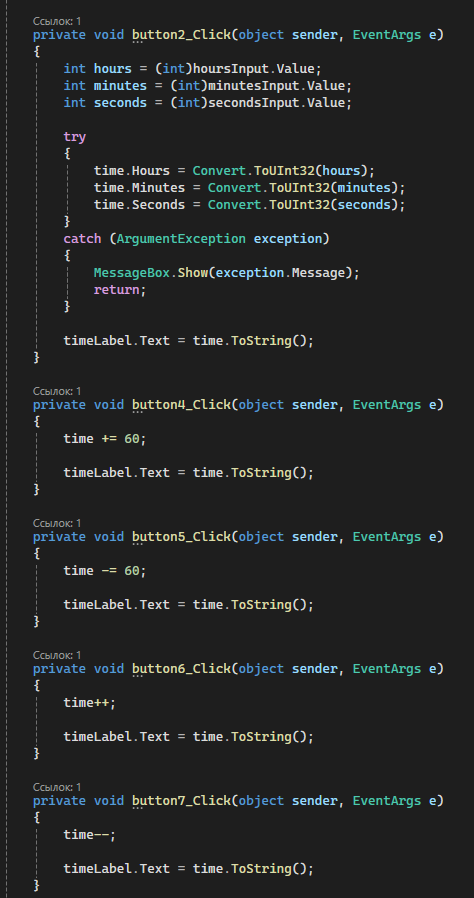 Ссылок: 1
private void button2_Click(object sender, EventArgs e)
{
int hours = (int)hoursInput.Value;
int minutes = (int)minutesInput.Value;
int seconds = (int)secondsInput.Value;
try
{
time.Hours = Convert.ToUInt32(hours);
time.Minutes = Convert.ToUInt32(minutes);
time.Seconds = Convert.ToUInt32(seconds);
}
catch (ArgumentException exception)
{
MessageBox.Show(exception.Message);
return;
}
timeLabel.Text = time.ToString();
}
Ссылок: 1
private void button4_Click(object sender, EventArgs e)
{
time += 60;
timeLabel.Text = time.ToString();
}
Ссылок: 1
private void button5_Click(object sender, EventArgs e)
{
time -= 60;
timeLabel.Text = time.ToString();
}
Ссылок: 1
private void button6_Click(object sender, EventArgs e)
{
time++;
timeLabel.Text = time.ToString();
}
Ссылок: 1
private void button7_Click(object sender, EventArgs e)
{
time--;
timeLabel.Text = time.ToString();
}